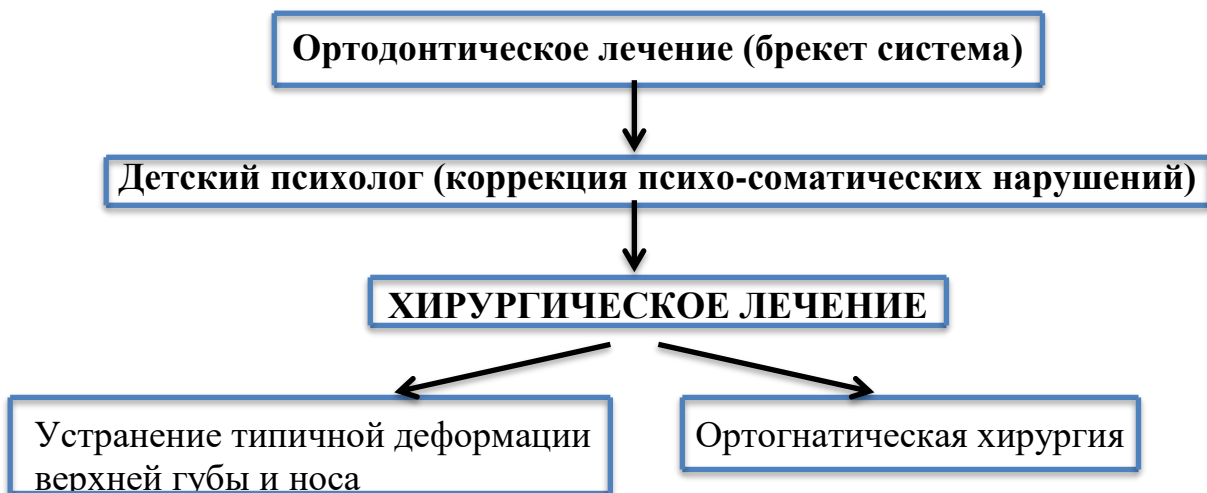 Ортодонтическое лечение (брекет система)
Детский психолог (коррекция психо-соматических нарушений)
ХИРУРГИЧЕСКОЕ ЛЕЧЕНИЕ
Устранение типичной деформации
верхней губы и носа
Ортогнатическая хирургия